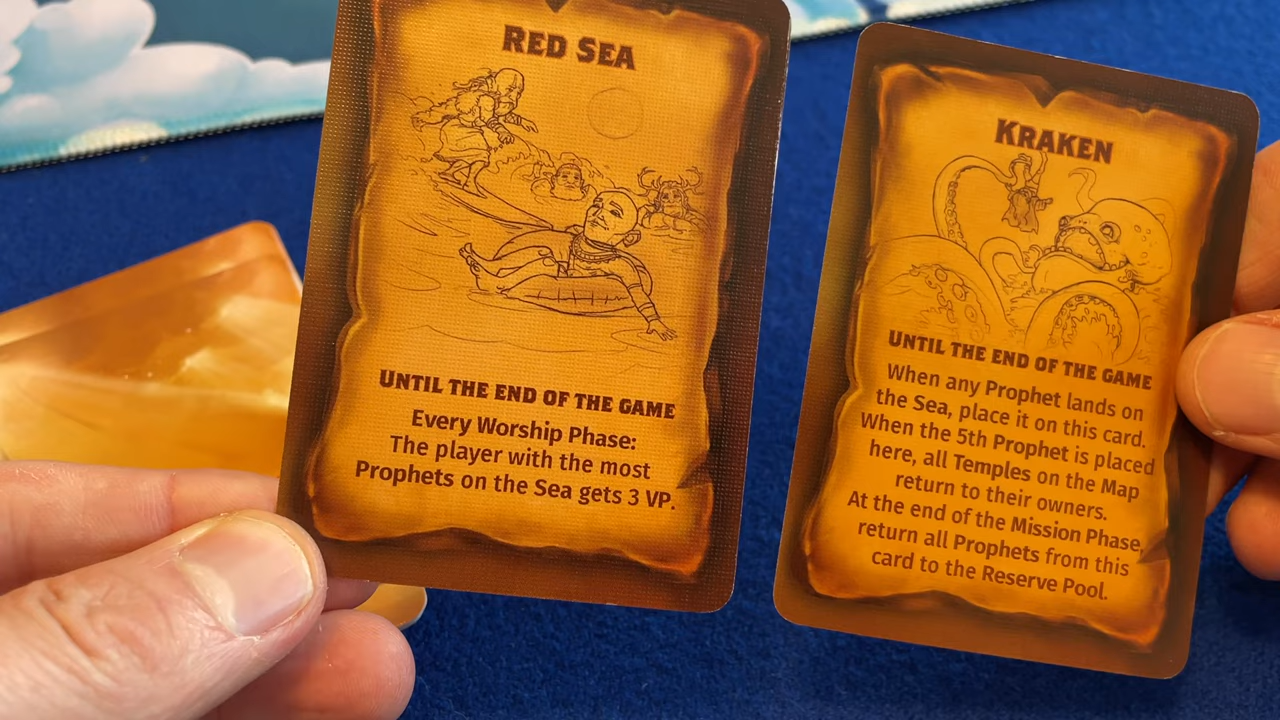 RED SEA
UNTIL THE END OF THE GAME
Every Worship Phase:
The player with the most
Prophets on the Sea gets 3 VP.
KRAKEN
UNTIL THE END OF THE GAME
When any Prophet lands on
the Sea, place it on this card.
When the 5th Prophet is placed
here, all Temples on the Map
return to their owners.
At the end of the Mission Phase,
return all Prophets from this
card to the Reserve Pool.